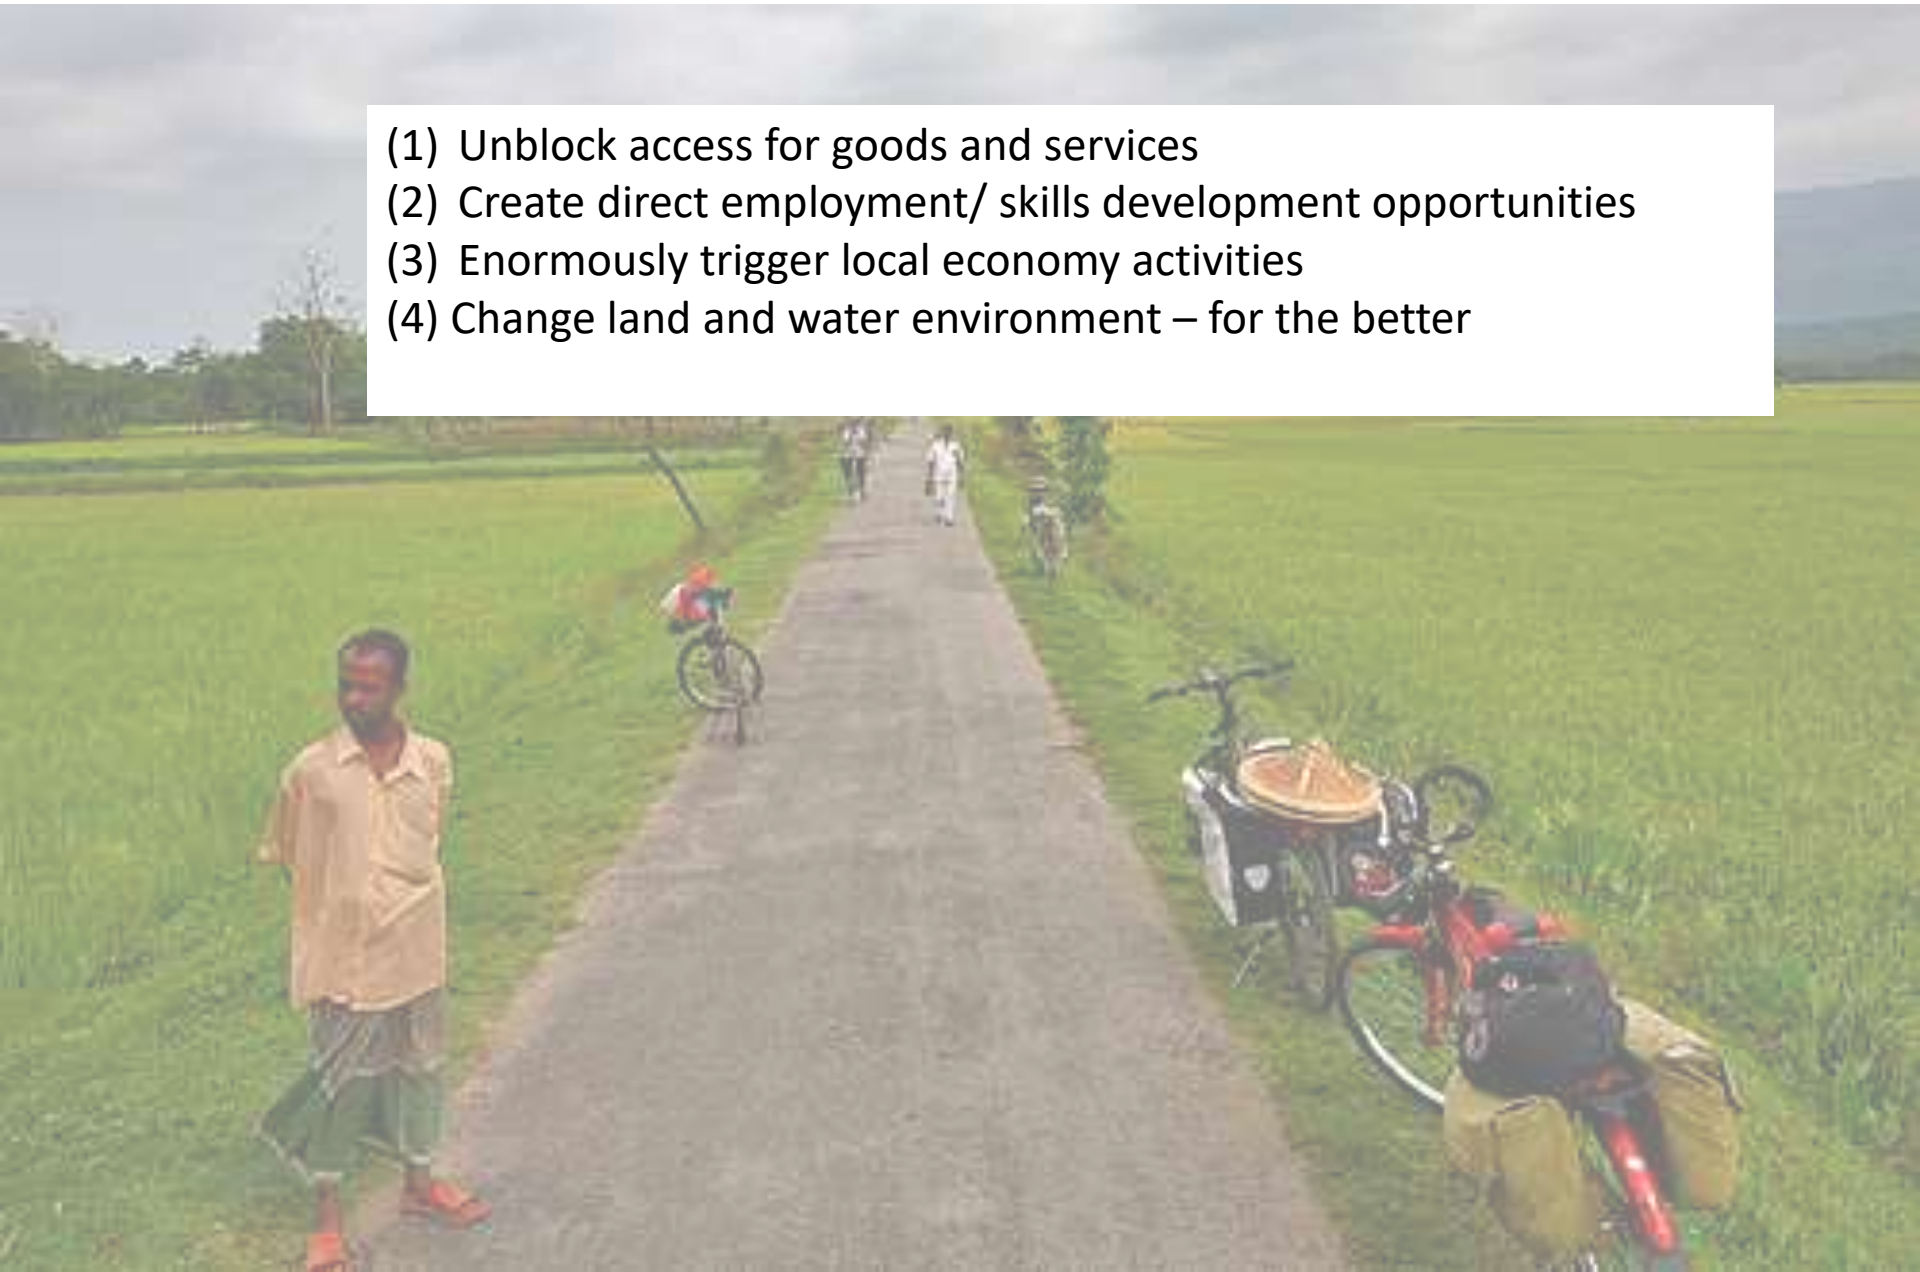 (1) Unblock access for goods and services
(2) Create direct employment/ skills development opportunities
(3) Enormously trigger local economy activities
(4) Change land and water environment – for the better